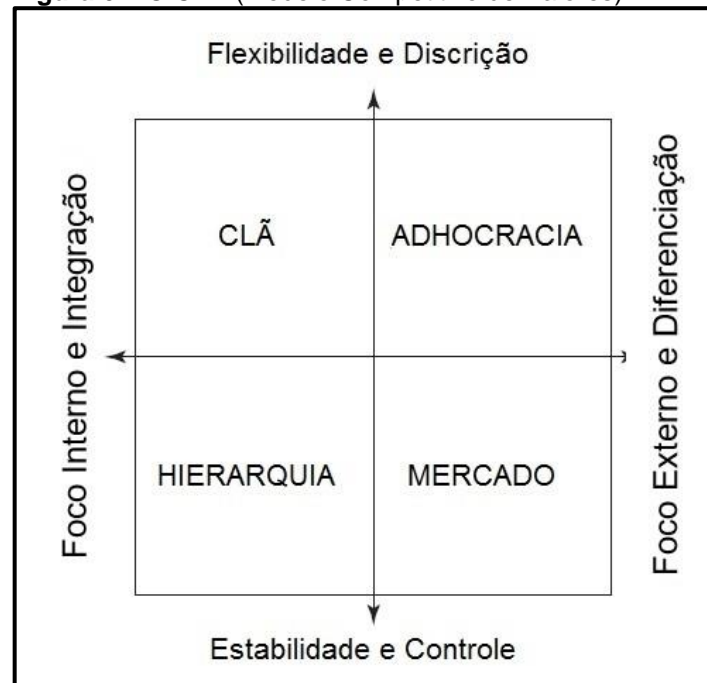 Flexibilidade e Discrição
Foco Interno e Integração
CLÃ
ADHOCRACIA
HIERARQUIA
MERCADO
Foco Externo e Diferenciação
Estabilidade e Controle